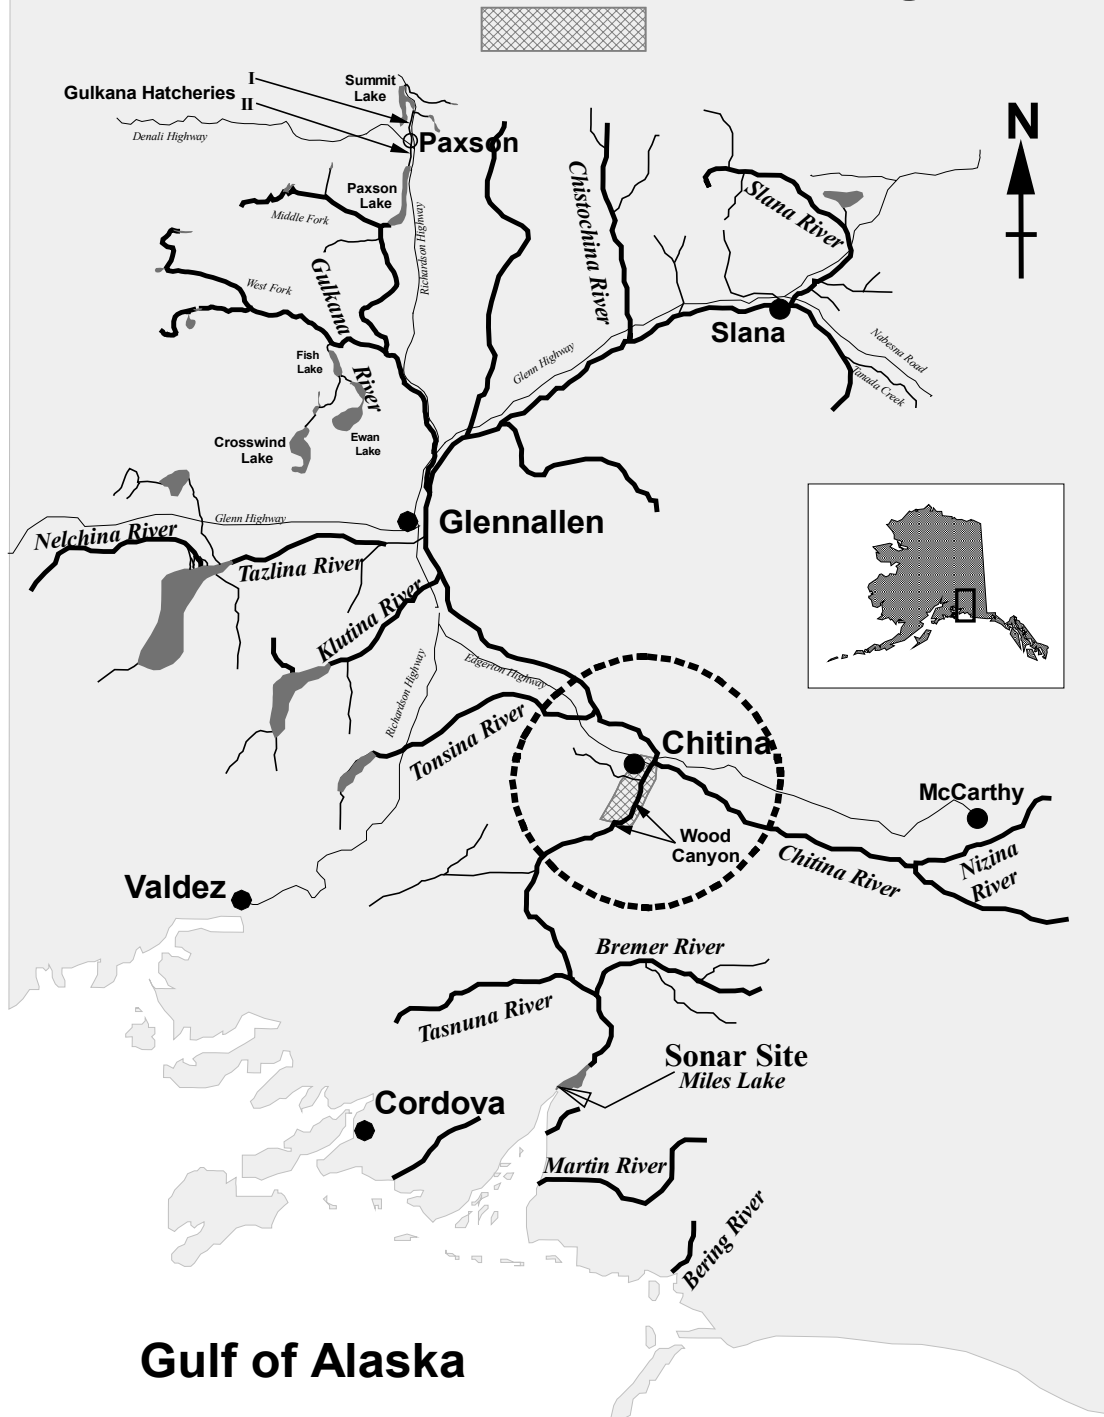 Summit
Lake
I
Gulkana Hatcheries
II
Denali Highway
Paxson
N
Chistochina River
Slana River
Paxson
Lake
Middle Fork
Richardson Highway
Gulkana
River
West Fork
Slana
Nabesna Road
Tanada Creek
Glenn Highway
Fish
Lake
Crosswind
Lake
Ewan
Lake
Glenn Highway
Glennallen
Nelchina River
Tazlina River
Klutina River
Edgerton Highway
Richardson Highway
Tonsina River
Chitina
McCarthy
Wood
Canyon
Chitina River
Nizina
River
Valdez
Bremer River
Tasnuna River
Sonar Site
Miles Lake
Cordova
Martin River
Bering River
Gulf of Alaska